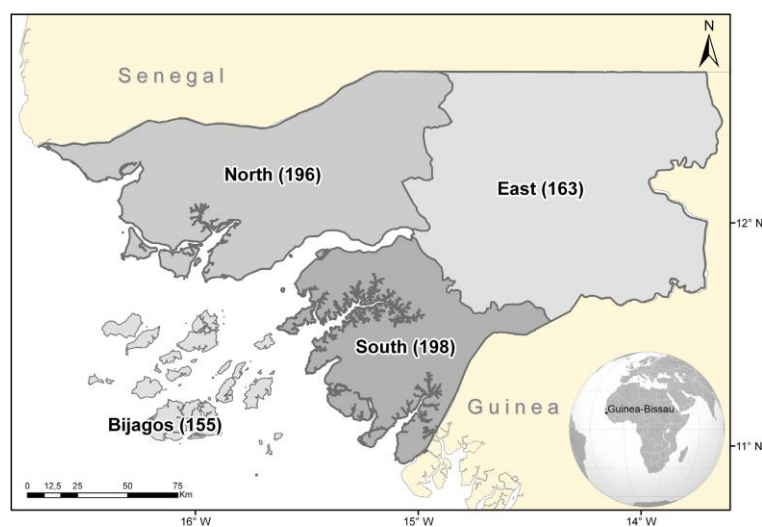 N
Senegal
North (196)
East (163)
12° N
South (198)
Guinea
Guinea-Bissau
Bijagos (155)
11° N
0 12,5 25 50 75
Km
16° W 15° W 14° W